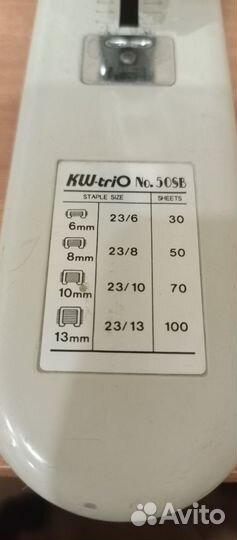 KW-triO No. 50SB
STAPLE SIZE SHEETS
6mm 23/6 30
8mm 23/8 50
10mm 23/10 70
13mm 23/13 100
Avito